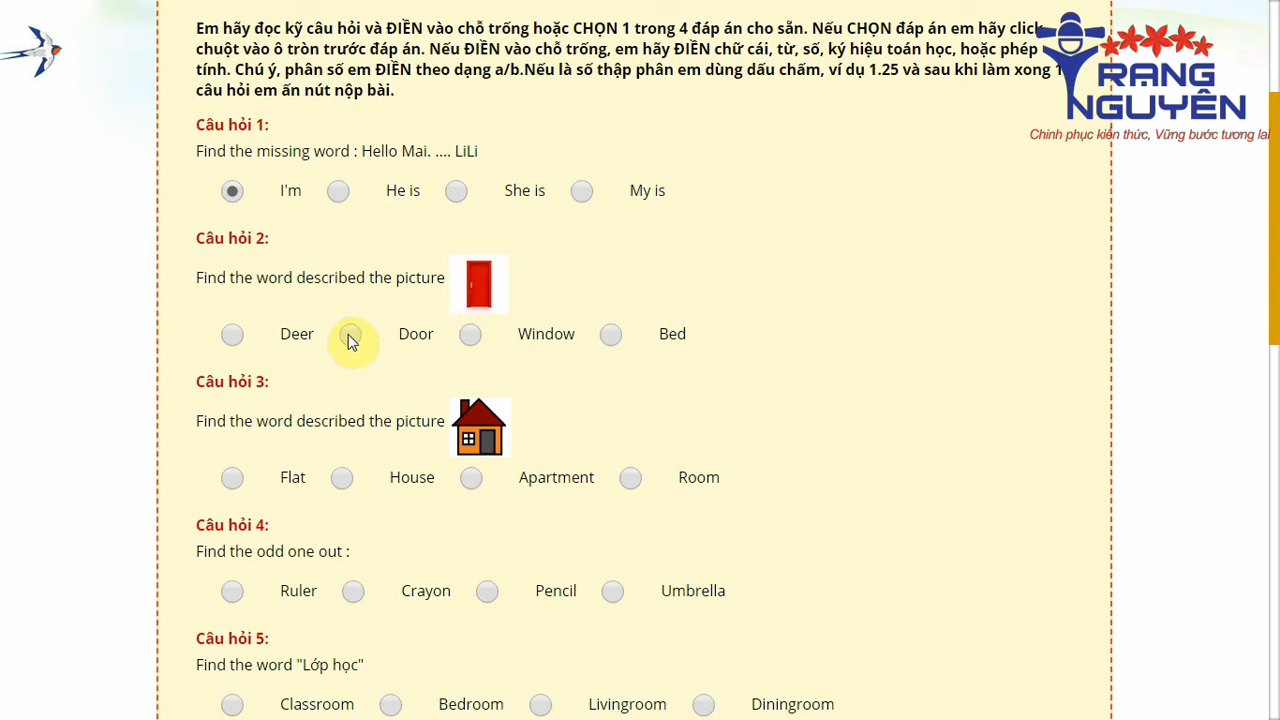 Em hãy đọc kỹ câu hỏi và ĐIỀN vào chỗ trống hoặc CHỌN 1 trong 4 đáp án cho sẵn. Nếu CHỌN đáp án em hãy click
chuột vào ô tròn trước đáp án. Nếu ĐIỀN vào chỗ trống, em hãy ĐIỀN chữ cái, từ, số, ký hiệu toán học, hoặc phép
tính. Chú ý, phân số em ĐIỀN theo dạng a/b.Nếu là số thập phân em dùng dấu chấm, ví dụ 1.25 và sau khi làm xong 1
câu hỏi em ấn nút nộp bài.
TRẠNG
NGUYÊN
Chinh phục kiến thức, Vững bước tương lai
Câu hỏi 1:
Find the missing word : Hello Mai. .... LiLi
I'm He is She is My is
Câu hỏi 2:
Find the word described the picture
Deer Door Window Bed
Câu hỏi 3:
Find the word described the picture
Flat House Apartment Room
Câu hỏi 4:
Find the odd one out :
Ruler Crayon Pencil Umbrella
Câu hỏi 5:
Find the word "Lớp học"
Classroom Bedroom Livingroom Diningroom